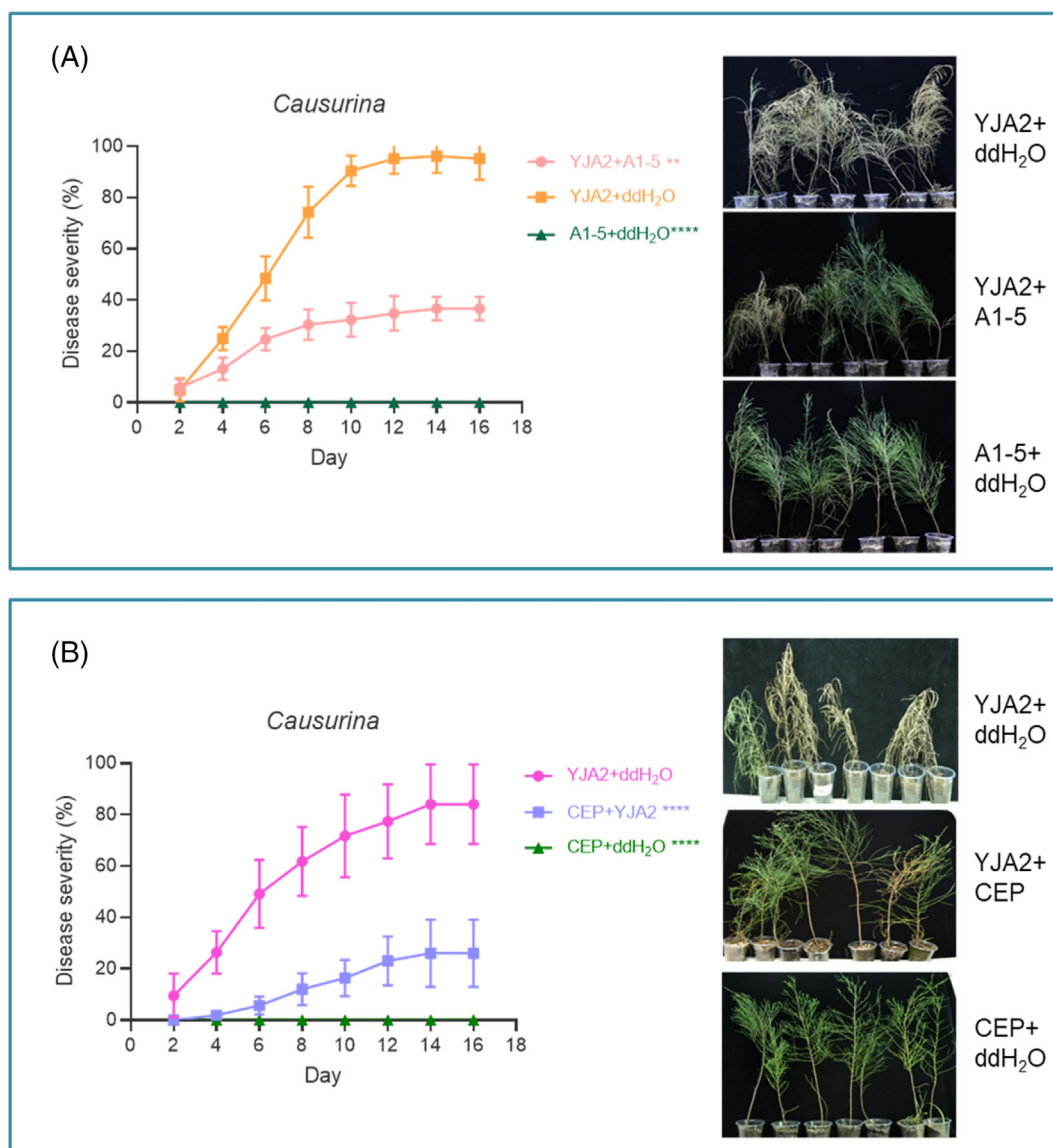 (A)
Causurina
Disease severity (%)
100
80
60
40
20
0
0 2 4 6 8 10 12 14 16 18
Day
YJA2+A1-5 **
YJA2+ddH₂O
A1-5+ddH₂O****
YJA2+
ddH₂O
YJA2+
A1-5
A1-5+
ddH₂O
(B)
Causurina
Disease severity (%)
100
80
60
40
20
0
0 2 4 6 8 10 12 14 16 18
Day
YJA2+ddH₂O
CEP+YJA2 ****
CEP+ddH₂O ****
YJA2+
ddH₂O
YJA2+
CEP
CEP+
ddH₂O